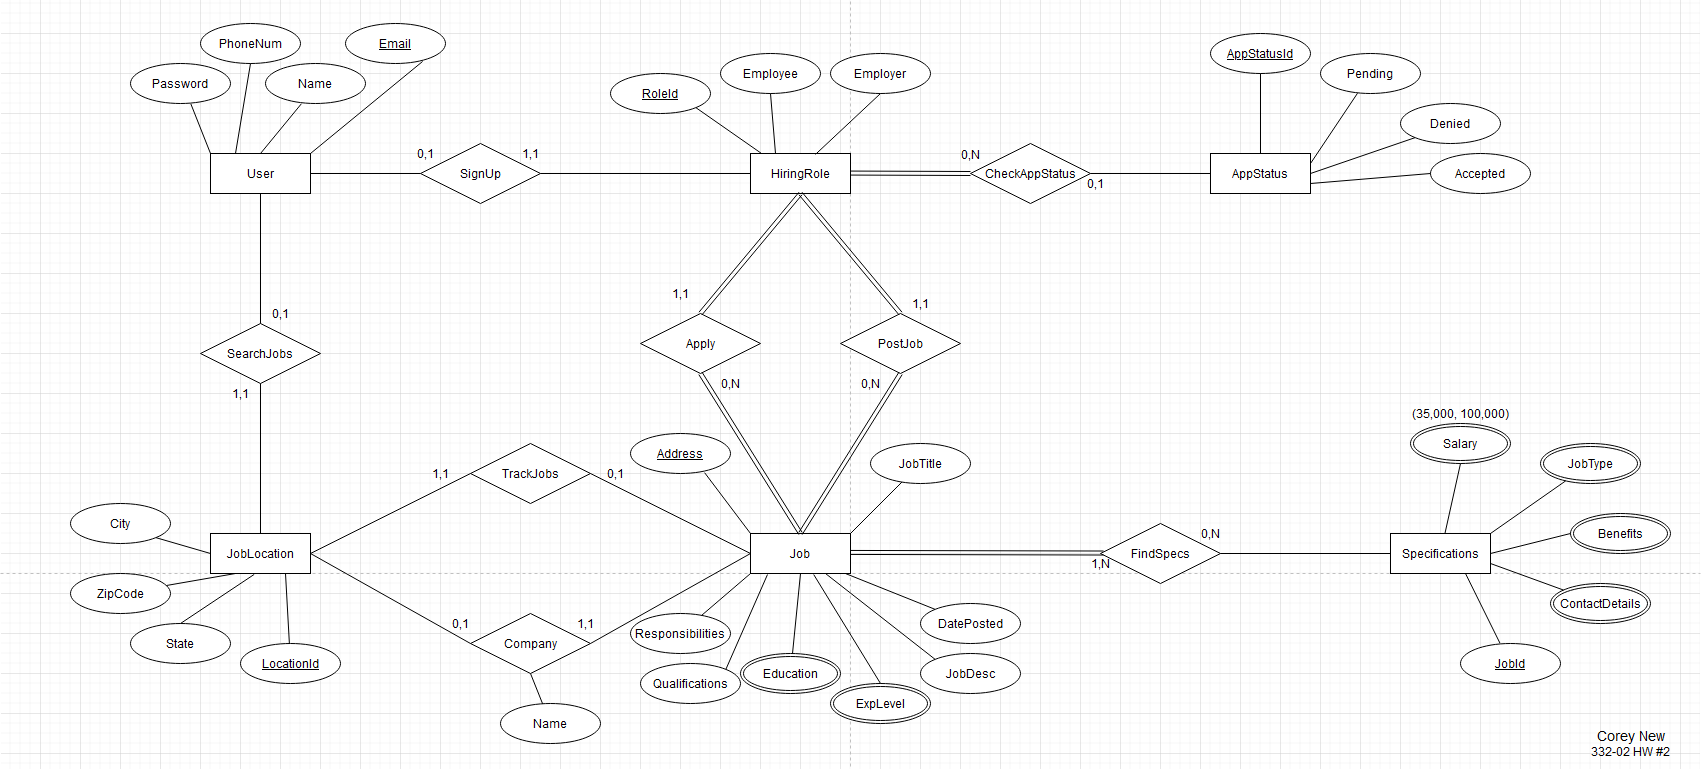 PhoneNum
Email
Password
Name
User
0,1
SignUp
1,1
RoleId
Employee
Employer
HiringRole
0,N
CheckAppStatus
0,1
AppStatusId
Pending
Denied
Accepted
AppStatus
0,1
SearchJobs
1,1
1,1
Apply
0,N
1,1
PostJob
0,N
1,1
TrackJobs
0,1
Address
JobTitle
(35,000, 100,000)
Salary
JobType
Benefits
ContactDetails
JobId
Specifications
0,N
FindSpecs
1,N
Job
City
ZipCode
State
LocationId
JobLocation
0,1
Company
1,1
Name
Responsibilities
Qualifications
Education
ExpLevel
JobDesc
DatePosted
Corey New
332-02 HW #2